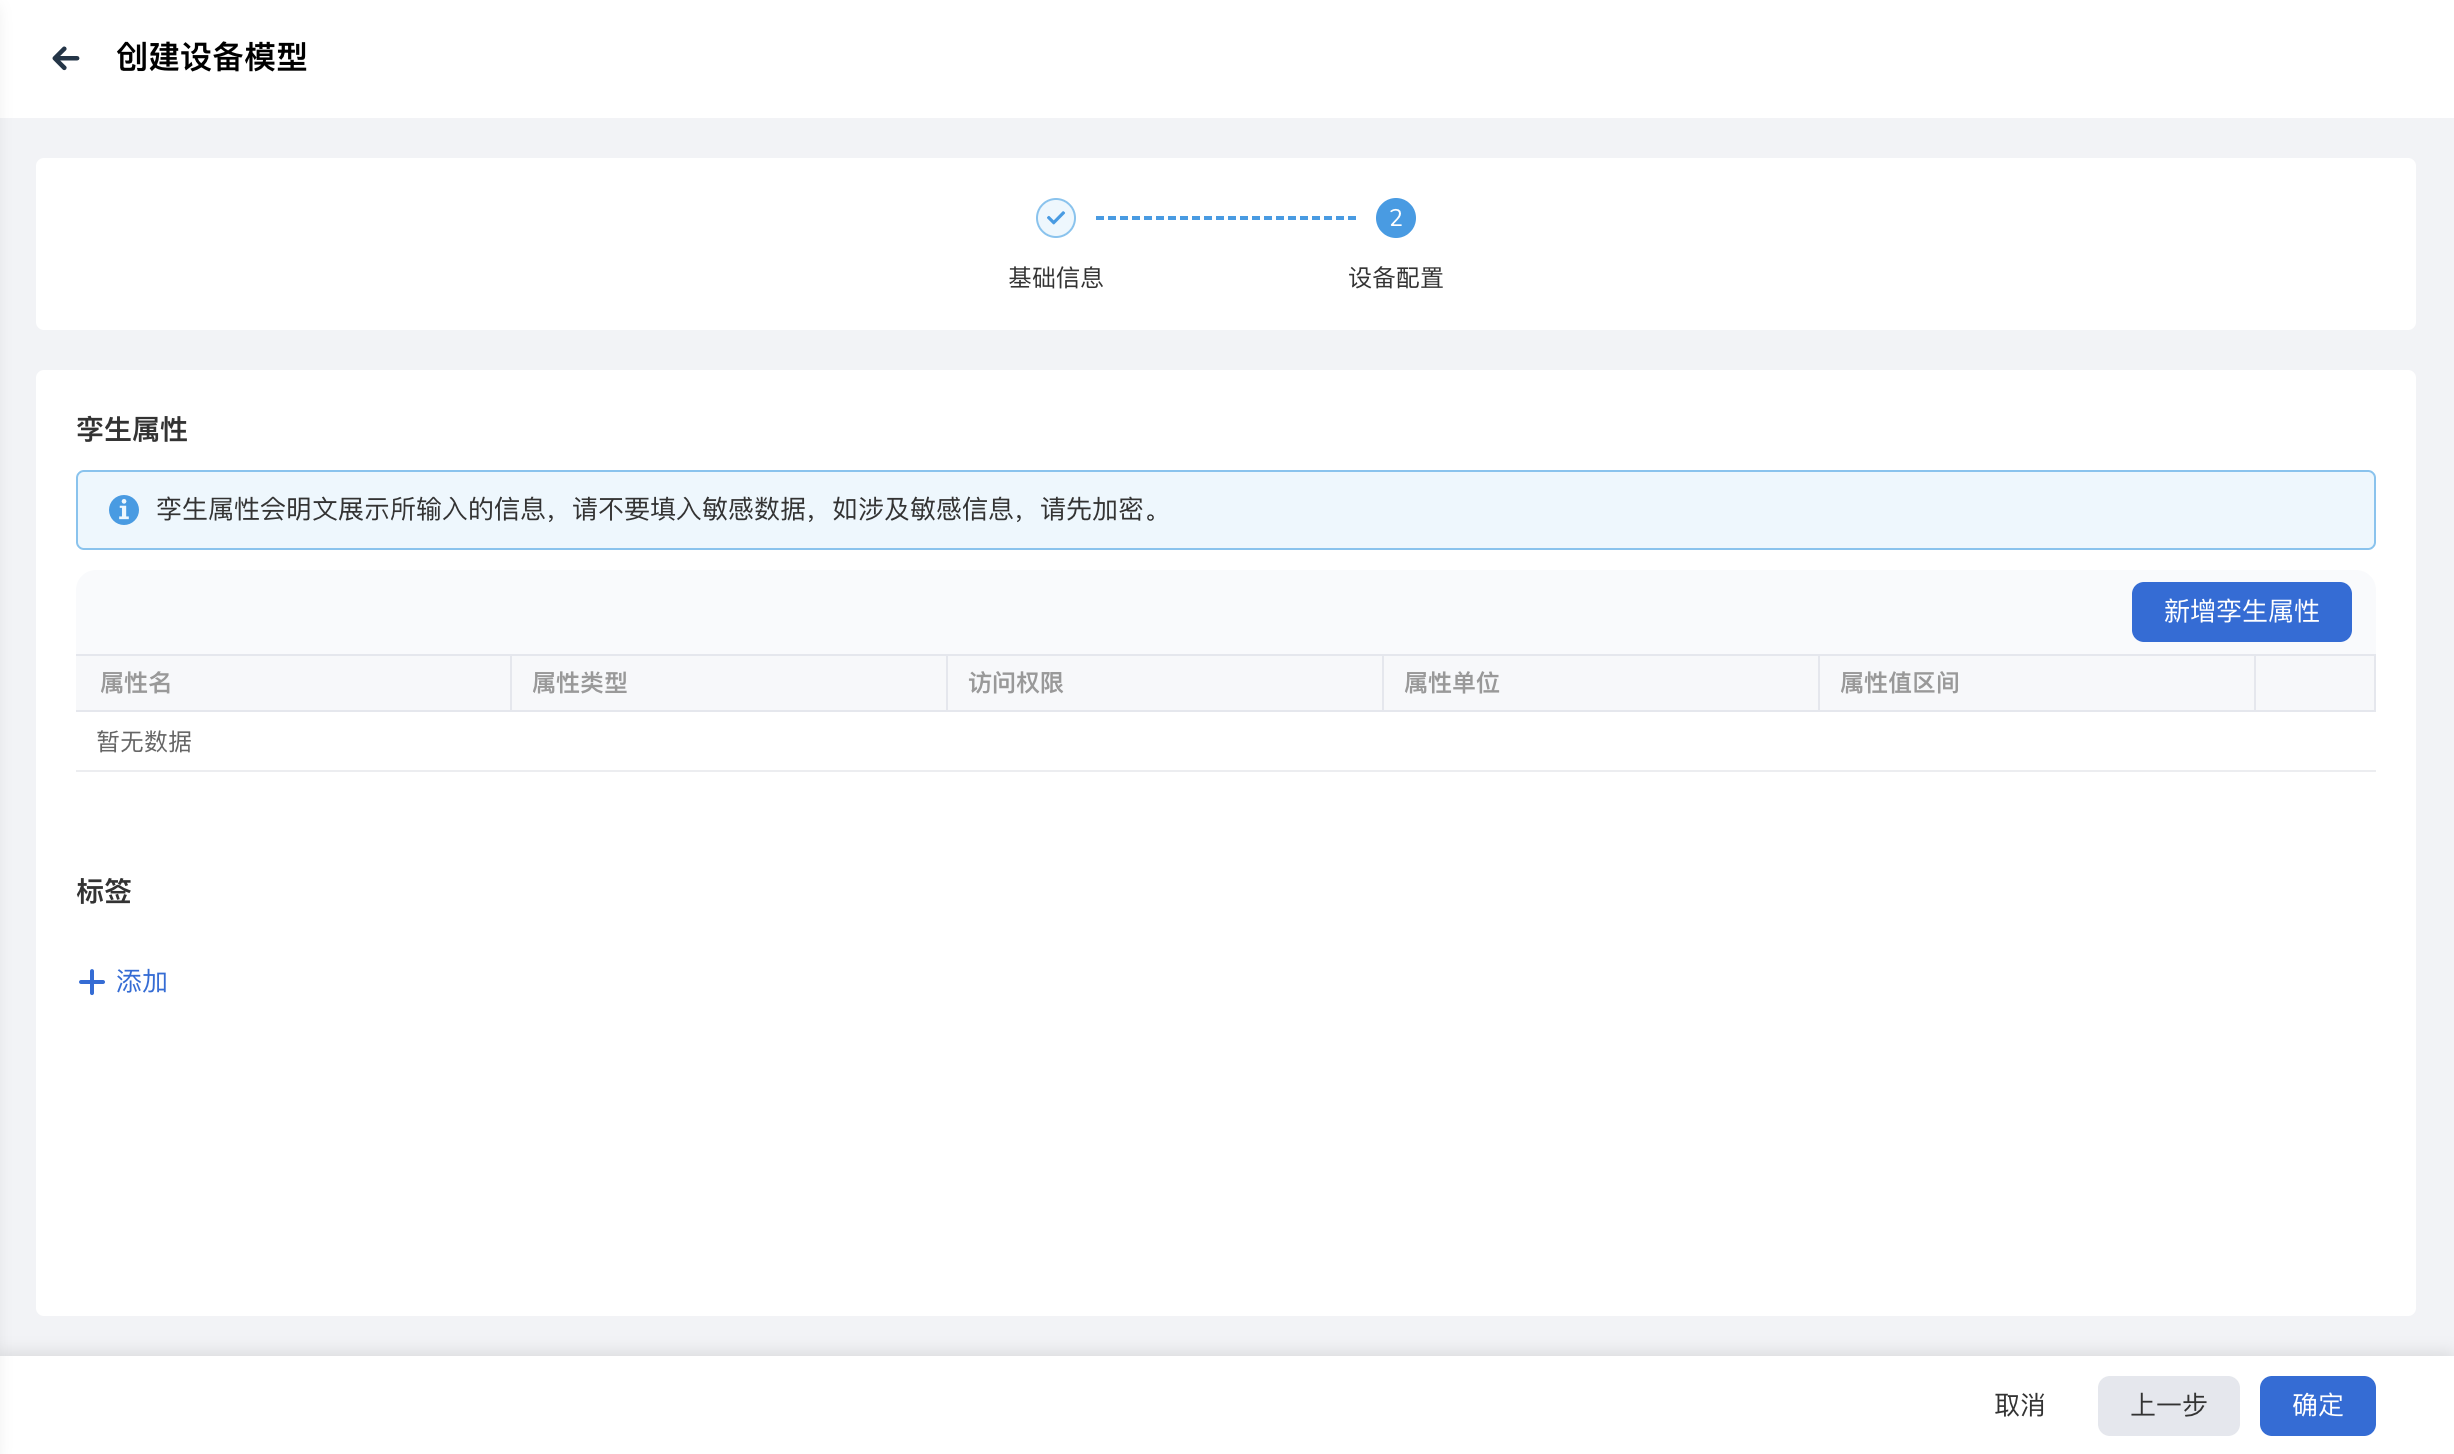 创建设备模型
2
基础信息
设备配置
孪生属性
孪生属性会明文展示所输入的信息，请不要填入敏感数据，如涉及敏感信息，请先加密。
新增孪生属性
属性名 属性类型 访问权限 属性单位 属性值区间
暂无数据
标签
添加
取消 上一步 确定